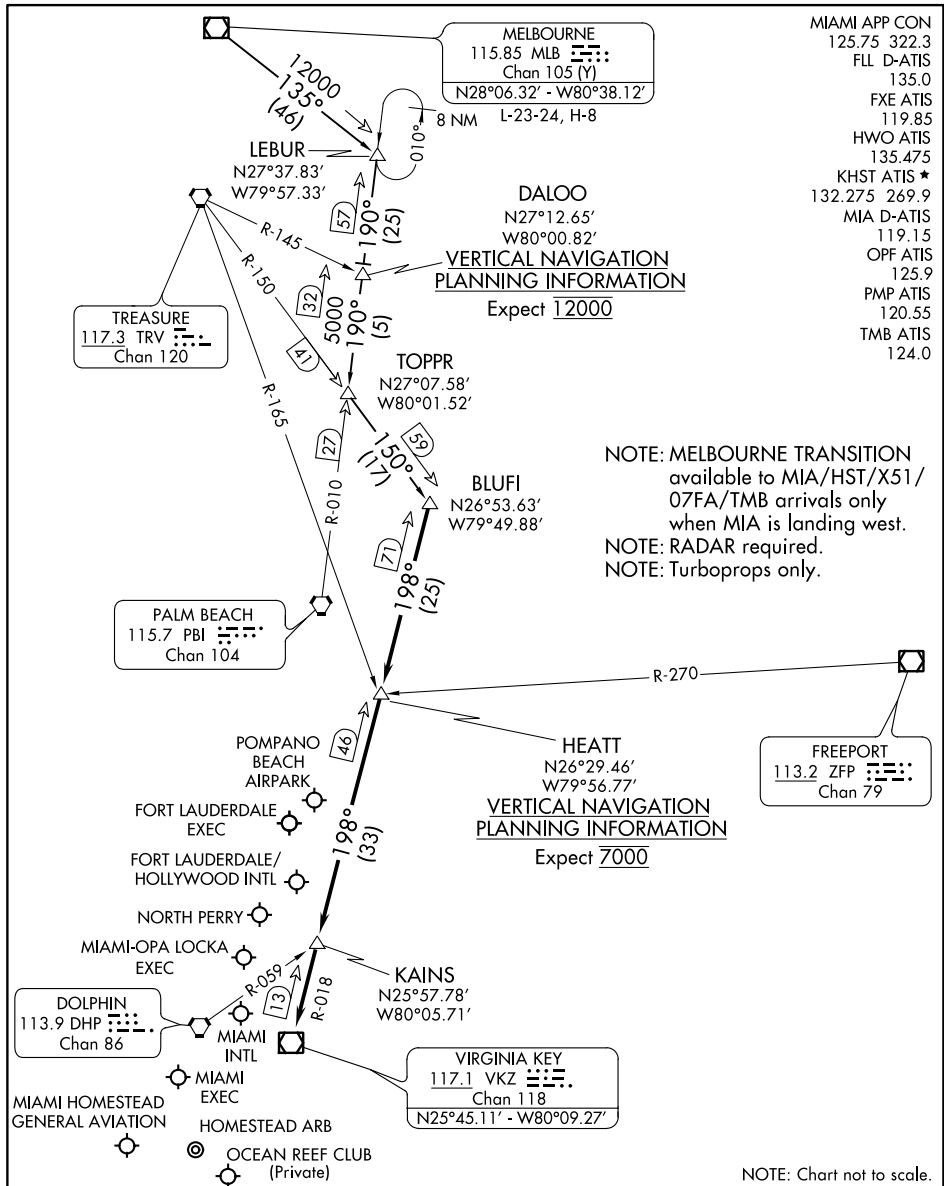 MELBOURNE
115.85 MLB
Chan 105 (Y)
N28°06.32' - W80°38.12'
L-23-24, H-8
MIAMI APP CON
125.75 322.3
FLL D-ATIS
135.0
FXE ATIS
119.85
HWO ATIS
135.475
KHST ATIS ★
132.275 269.9
MIA D-ATIS
119.15
OPF ATIS
125.9
PMP ATIS
120.55
TMB ATIS
124.0
12000
135°
(46)
8 NM
010°
LEBUR
N27°37.83'
W79°57.33'
57
190°
(25)
DALOO
N27°12.65'
W80°00.82'
VERTICAL NAVIGATION
PLANNING INFORMATION
Expect 12000
R-145
R-150
R-165
TREASURE
117.3 TRV
Chan 120
32
5000
190°
(5)
41
TOPPR
N27°07.58'
W80°01.52'
27
R-010
150°
(17)
59
BLUFI
N26°53.63'
W79°49.88'
NOTE: MELBOURNE TRANSITION
available to MIA/HST/X51/
07FA/TMB arrivals only
when MIA is landing west.
NOTE: RADAR required.
NOTE: Turboprops only.
71
198°
(25)
PALM BEACH
115.7 PBI
Chan 104
R-270
FREEPORT
113.2 ZFP
Chan 79
46
HEATT
N26°29.46'
W79°56.77'
VERTICAL NAVIGATION
PLANNING INFORMATION
Expect 7000
POMPANO
BEACH
AIRPARK
FORT LAUDERDALE
EXEC
198°
(33)
FORT LAUDERDALE/
HOLLYWOOD INTL
NORTH PERRY
MIAMI-OPA LOCKA
EXEC
R-059
13
R-018
KAINS
N25°57.78'
W80°05.71'
DOLPHIN
113.9 DHP
Chan 86
MIAMI
INTL
VIRGINIA KEY
117.1 VKZ
Chan 118
N25°45.11' - W80°09.27'
MIAMI
EXEC
MIAMI HOMESTEAD
GENERAL AVIATION
HOMESTEAD ARB
OCEAN REEF CLUB
(Private)
NOTE: Chart not to scale.